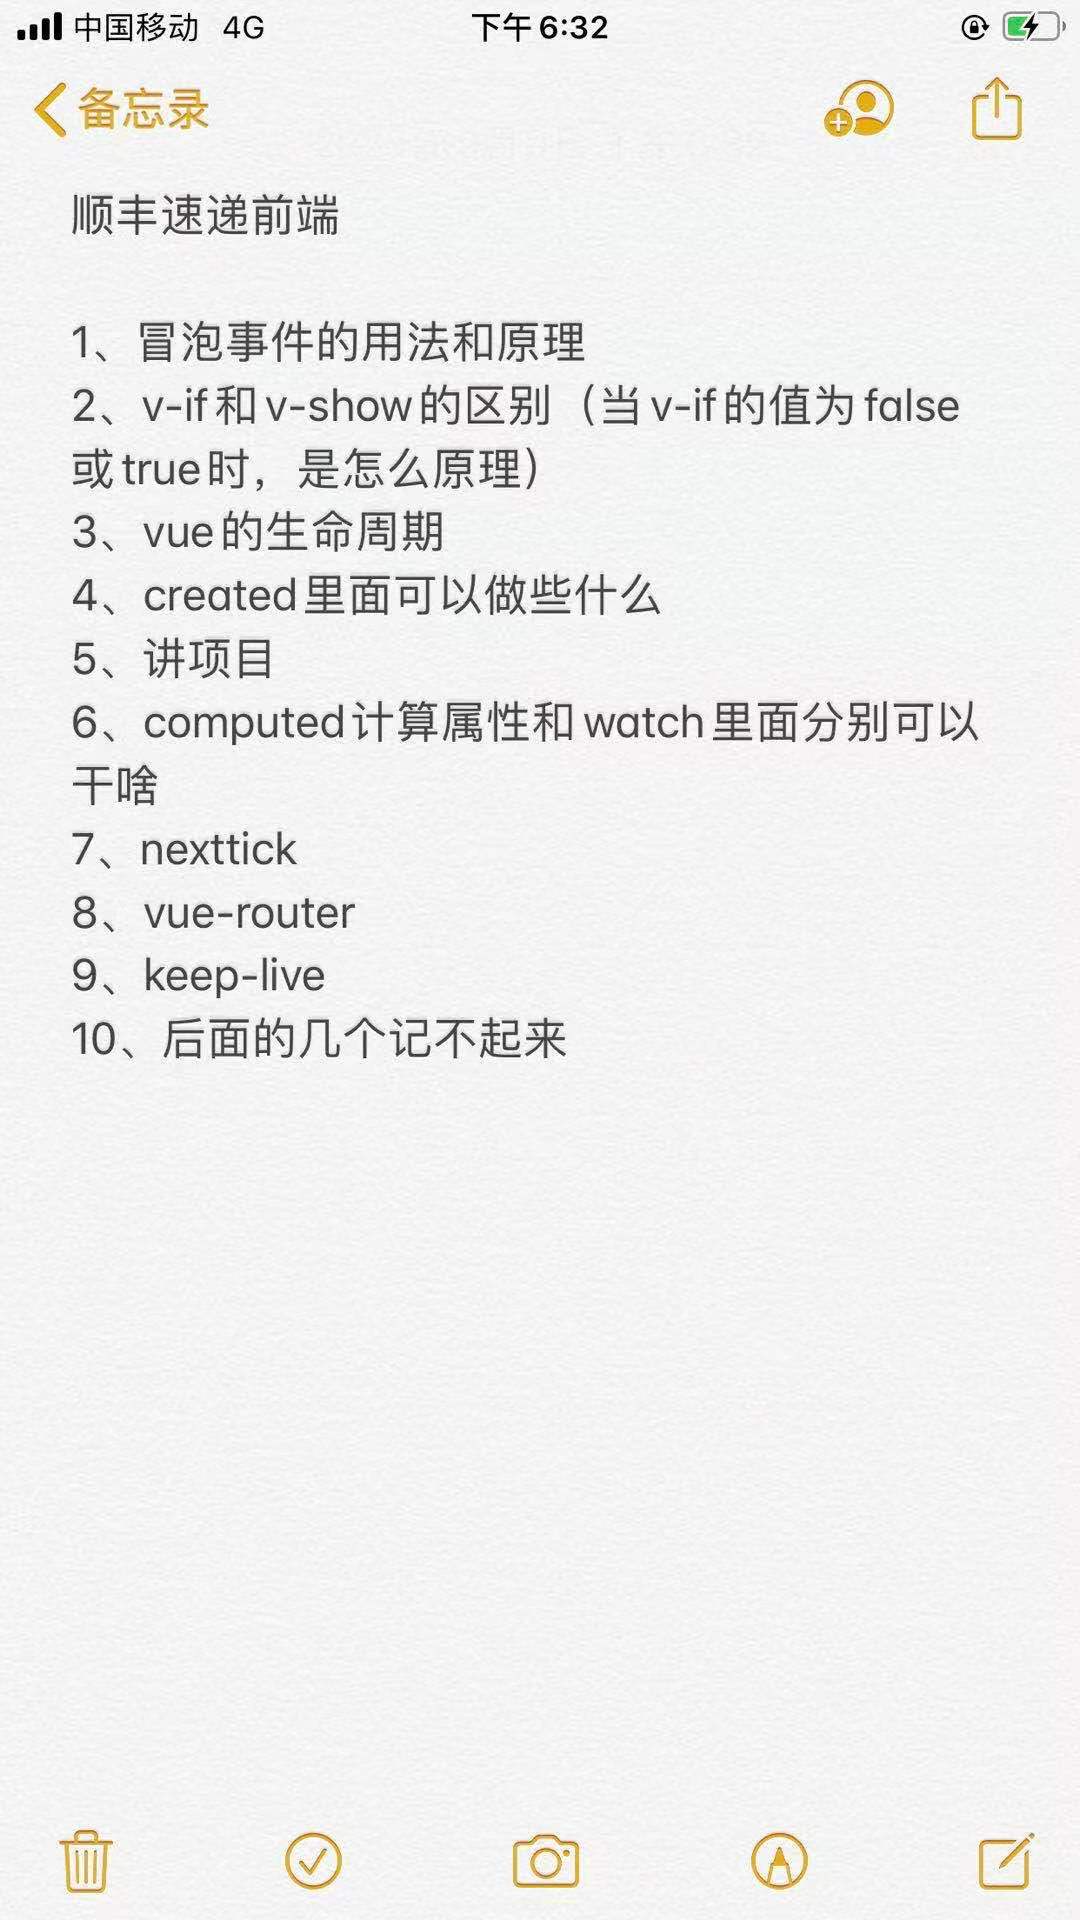 中国移动 4G 下午6:32
备忘录
顺丰速递前端
1、冒泡事件的用法和原理
2、v-if和v-show的区别（当v-if的值为false
或true时，是怎么原理）
3、vue的生命周期
4、created里面可以做些什么
5、讲项目
6、computed计算属性和watch里面分别可以
干啥
7、nexttick
8、vue-router
9、keep-live
10、后面的几个记不起来